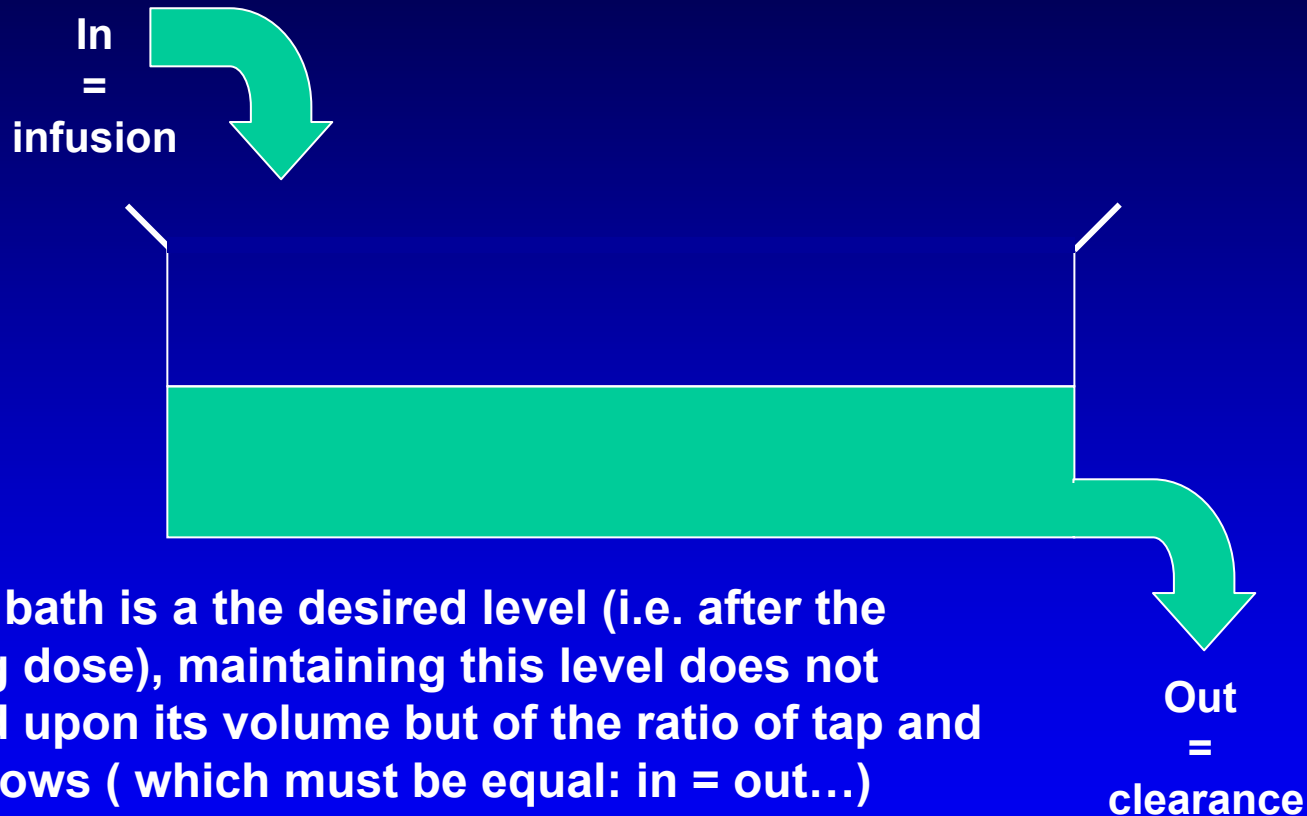 In
=
infusion
bath is a the desired level (i.e. after the
g dose), maintaining this level does not
upon its volume but of the ratio of tap and
ows ( which must be equal: in = out…)
Out
=
clearance